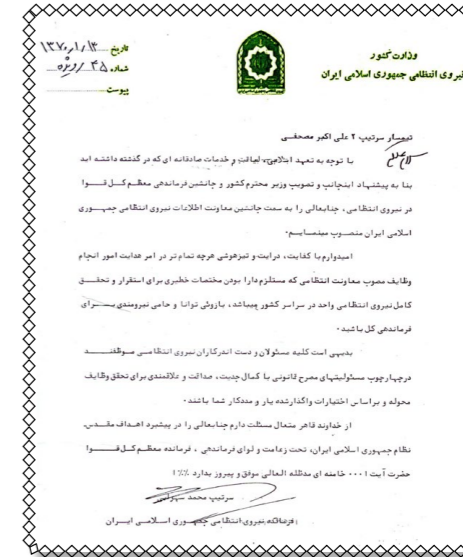 وزارت کشور
نیروی انتظامی جمهوری اسلامی ایران
تاریخ ۱۳۷۰/۱/۱۲
شماره ۴۵ / ویژه
پیوست
تیمسار سرتیپ ۲ علی اکبر مصحفی
سلام علیکم
با توجه به تعهد اسلامی، لیاقت و خدمات صادقانه ای که در گذشته داشته اید
بنا به پیشنهاد اینجانب و تصویب وزیر محترم کشور و جانشین فرماندهی معظم کل قوا
در نیروی انتظامی، جنابعالی را به سمت جانشین معاونت اطلاعات نیروی انتظامی جمهوری
اسلامی ایران منصوب مینمایم.
امیدوارم با کفایت، درایت و تیزهوشی هرچه تمام تر در امر هدایت امور انجام
وظایف مصوب معاونت انتظامی که مستلزم دارا بودن مختصات خطیری برای استقرار و تحقق
کامل نیروی انتظامی واحد در سراسر کشور میباشد، بازوئی توانا و حامی نیرومندی برای
فرماندهی کل باشید.
بدیهی است کلیه مسئولان و دست اندرکاران نیروی انتظامی موظفند
درچهارچوب مسئولیتهای مصرح قانونی با کمال جدیت، صداقت و علاقمندی برای تحقق وظایف
محوله و براساس اختیارات واگذارشده یار و مددکار شما باشند.
از خداوند قاهر متعال مسئلت دارم جنابعالی را در پیشبرد اهداف مقدس
نظام جمهوری اسلامی ایران، تحت زعامت و لوای فرماندهی، فرمانده معظم کل قوا
حضرت آیت ا... خامنه ای مدظله العالی موفق و پیروز بدارد
سرتیپ محمد سهرابی
فرمانده نیروی انتظامی جمهوری اسلامی ایران